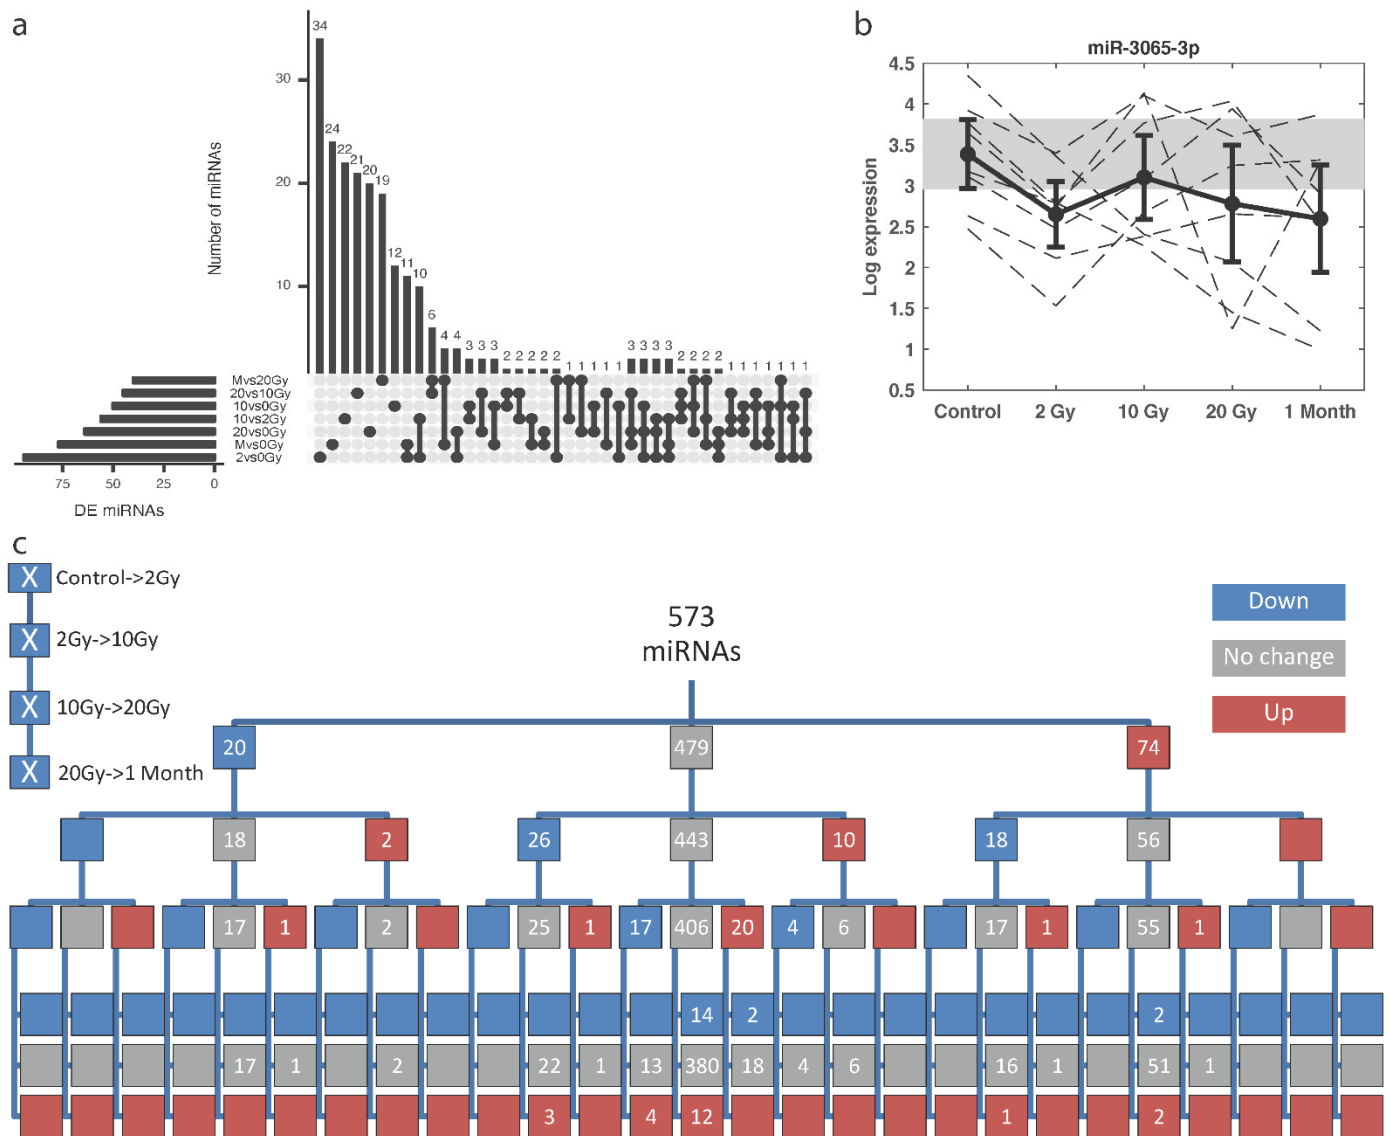 a
34
30
24
22
21
20
20
19
12
11
10
10
6
4 4
3 3 3
2 2 2 2 2
1 1 1 1 1
3 3 3 3
2 2 2 2
1 1 1 1 1 1 1
Number of miRNAs
Mvs20Gy
20vs10Gy
10vs0Gy
10vs2Gy
20vs0Gy
Mvs0Gy
2vs0Gy
75 50 25 0
DE miRNAs
b
miR-3065-3p
4.5
4
3.5
3
2.5
2
1.5
1
0.5
Log expression
Control 2 Gy 10 Gy 20 Gy 1 Month
c
X Control->2Gy
X 2Gy->10Gy
X 10Gy->20Gy
X 20Gy->1 Month
573
miRNAs
Down
No change
Up
20 479 74
18 2 26 443 10 18 56
17 1 2 25 1 17 406 20 4 6 17 1 55 1
14 2 2
17 1 2 22 1 13 380 18 4 6 16 1 51 1
3 4 12 1 2